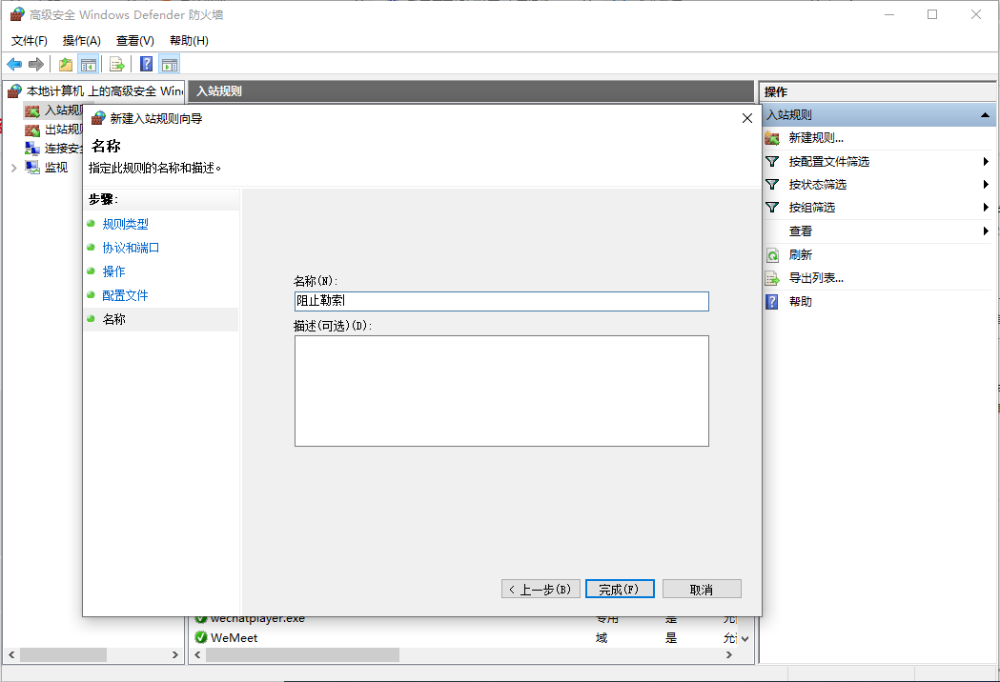 高级安全 Windows Defender 防火墙
文件(F) 操作(A) 查看(V) 帮助(H)
本地计算机 上的高级安全 Win
入站规则
出站规则
连接安全
监视
入站规则
新建入站规则向导
名称
指定此规则的名称和描述。
步骤:
规则类型
协议和端口
操作
配置文件
名称
名称(N):
阻止勒索
描述(可选)(D):
< 上一步(B) 完成(F) 取消
wechatplayer.exe 专用 是 允
WeMeet 域 是 允
操作
入站规则
新建规则...
按配置文件筛选
按状态筛选
按组筛选
查看
刷新
导出列表...
帮助